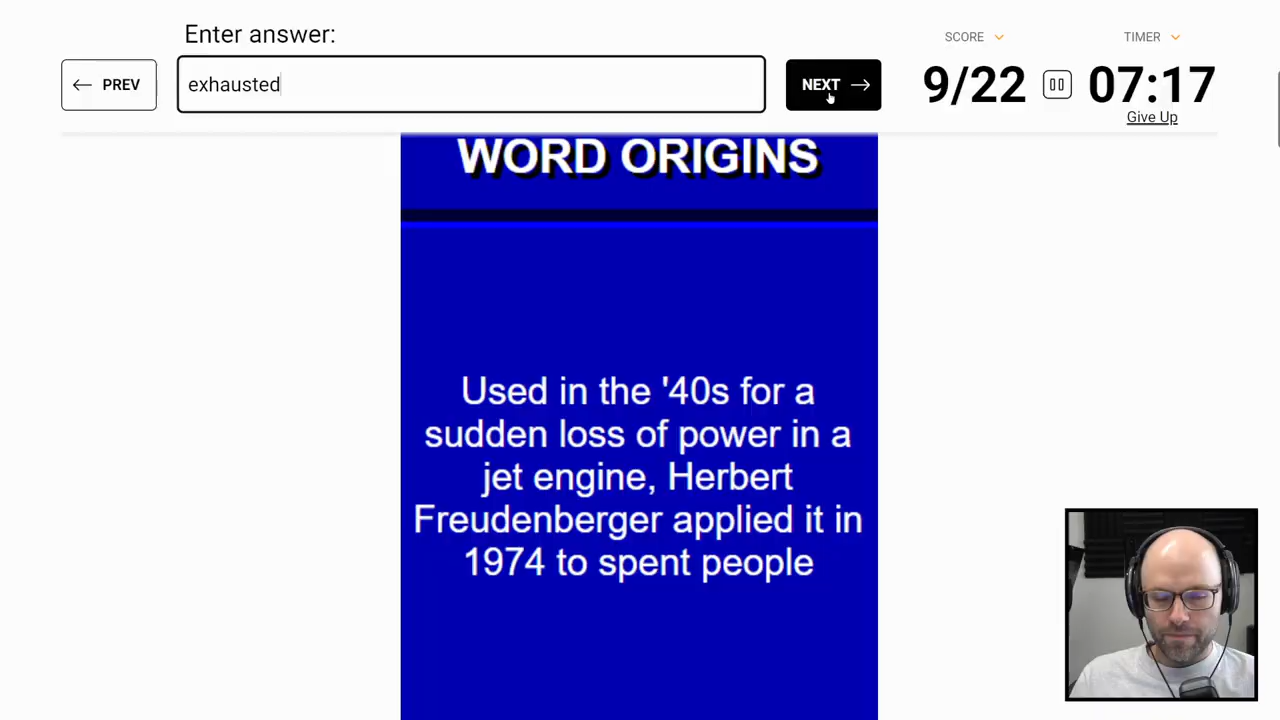 Enter answer:
PREV
exhausted
NEXT
SCORE
9/22
TIMER
07:17
Give Up
WORD ORIGINS
Used in the '40s for a
sudden loss of power in a
jet engine, Herbert
Freudenberger applied it in
1974 to spent people